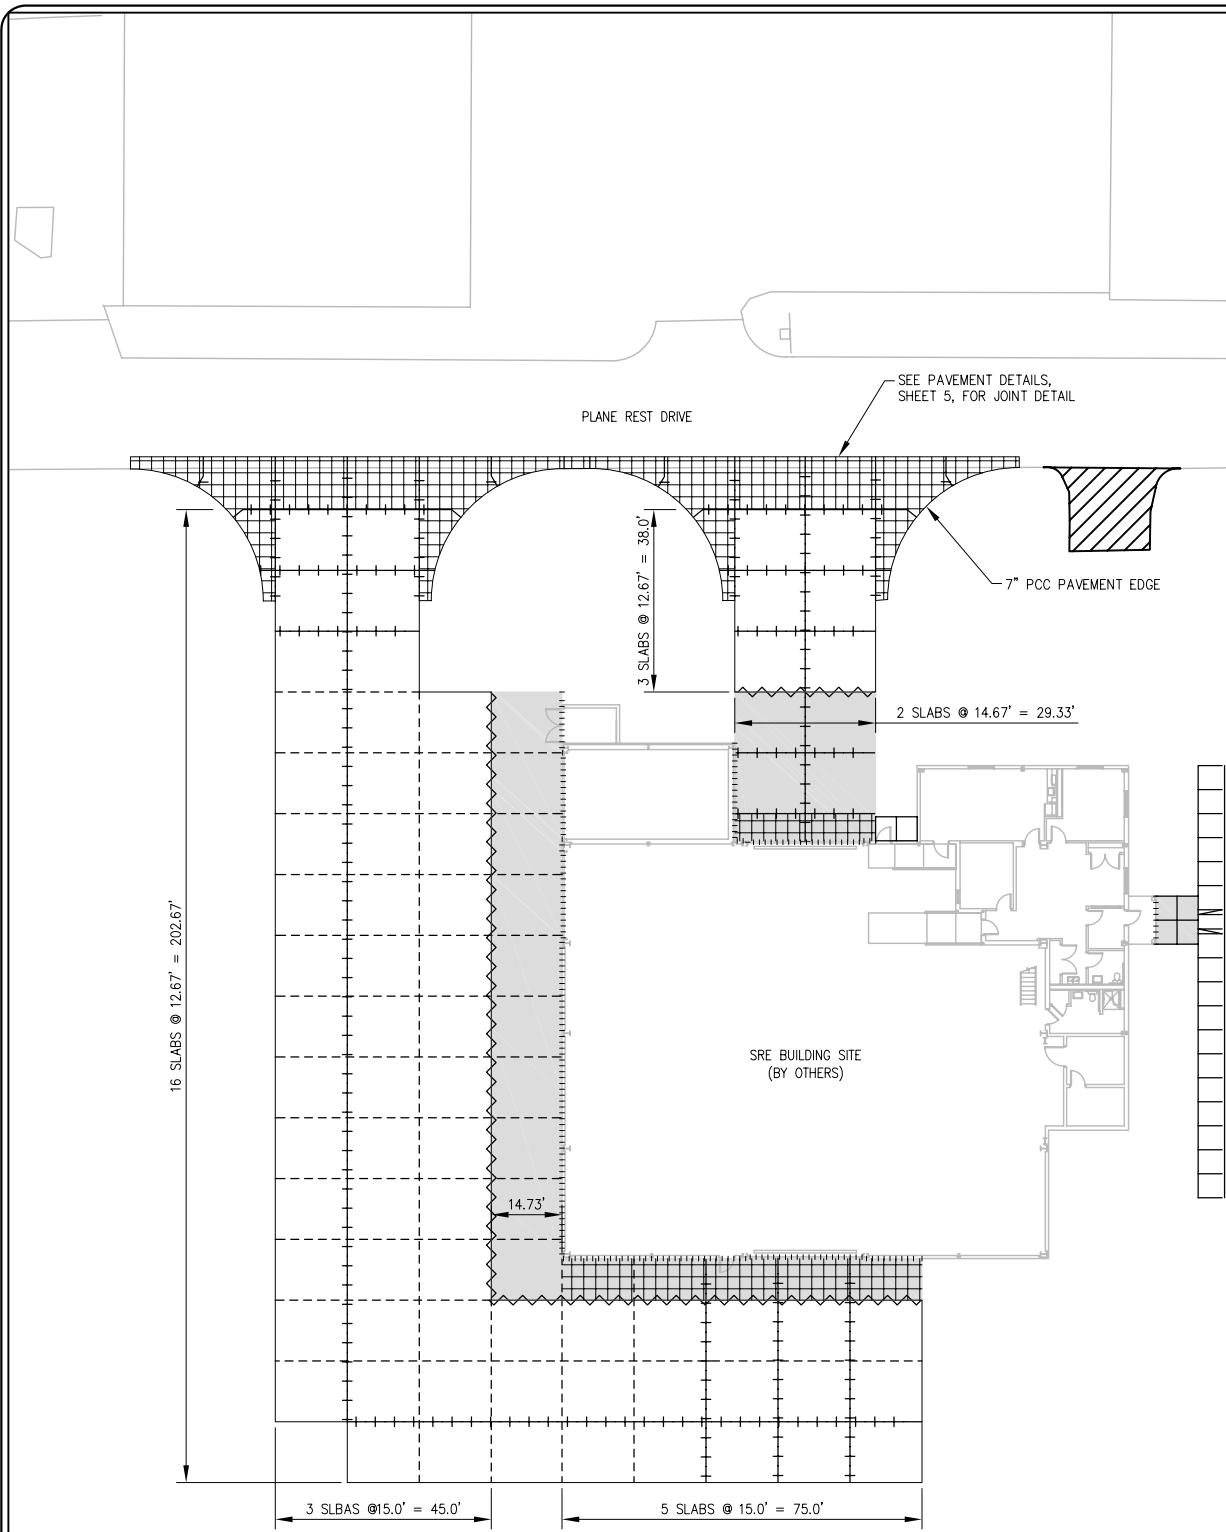 SEE PAVEMENT DETAILS,
SHEET 5, FOR JOINT DETAIL
PLANE REST DRIVE
7" PCC PAVEMENT EDGE
3 SLABS @ 12.67' = 38.0'
2 SLABS @ 14.67' = 29.33'
16 SLABS @ 12.67' = 202.67'
SRE BUILDING SITE
(BY OTHERS)
14.73'
3 SLBAS @15.0' = 45.0'
5 SLABS @ 15.0' = 75.0'